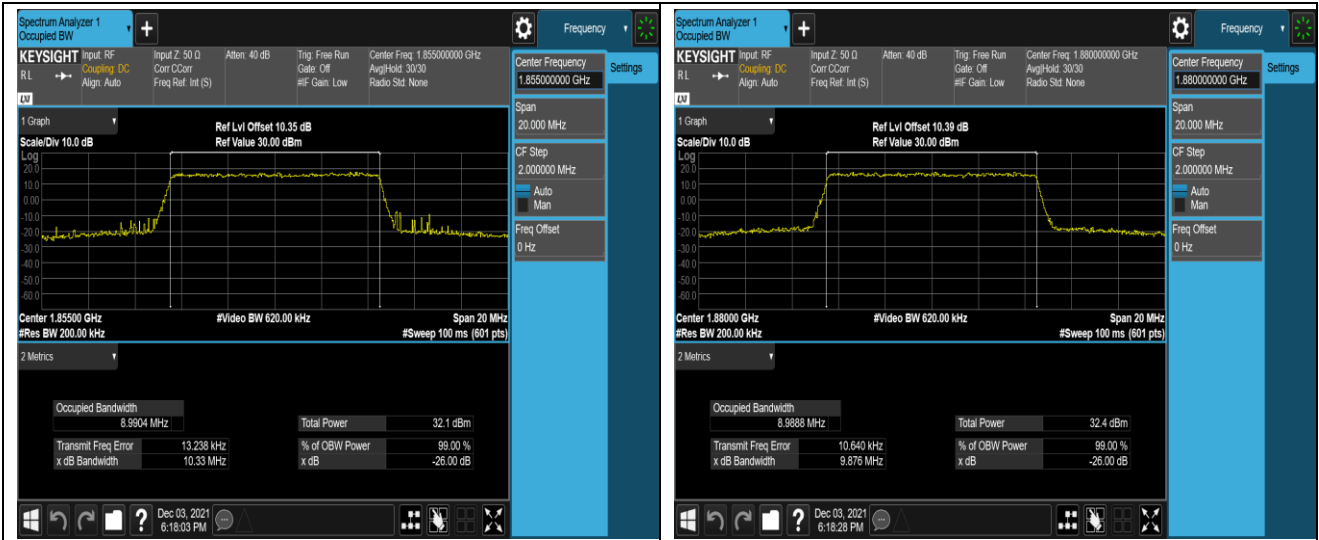 Spectrum Analyzer 1
Occupied BW
Frequency
KEYSIGHT
Input: RF
Coupling: DC
Align: Auto
Input Z: 50 Ω
Corr CCorr
Freq Ref: Int (S)
Atten: 40 dB
Trig: Free Run
Gate: Off
#IF Gain: Low
Center Freq: 1.855000000 GHz
Avg|Hold: 30/30
Radio Std: None
RL
LXI
Center Frequency
1.855000000 GHz
Settings
Span
20.000 MHz
CF Step
2.000000 MHz
Auto
Man
Freq Offset
0 Hz
1 Graph
Scale/Div 10.0 dB
Ref Lvl Offset 10.35 dB
Ref Value 30.00 dBm
Log
20.0
10.0
0.00
-10.0
-20.0
-30.0
-40.0
-50.0
-60.0
Center 1.85500 GHz
#Video BW 620.00 kHz
Span 20 MHz
#Res BW 200.00 kHz
#Sweep 100 ms (601 pts)
2 Metrics
Occupied Bandwidth
8.9904 MHz
Total Power 32.1 dBm
Transmit Freq Error 13.238 kHz
% of OBW Power 99.00 %
x dB Bandwidth 10.33 MHz
x dB -26.00 dB
Dec 03, 2021
6:18:03 PM
Spectrum Analyzer 1
Occupied BW
Frequency
KEYSIGHT
Input: RF
Coupling: DC
Align: Auto
Input Z: 50 Ω
Corr CCorr
Freq Ref: Int (S)
Atten: 40 dB
Trig: Free Run
Gate: Off
#IF Gain: Low
Center Freq: 1.880000000 GHz
Avg|Hold: 30/30
Radio Std: None
RL
LXI
Center Frequency
1.880000000 GHz
Settings
Span
20.000 MHz
CF Step
2.000000 MHz
Auto
Man
Freq Offset
0 Hz
1 Graph
Scale/Div 10.0 dB
Ref Lvl Offset 10.39 dB
Ref Value 30.00 dBm
Log
20.0
10.0
0.00
-10.0
-20.0
-30.0
-40.0
-50.0
-60.0
Center 1.88000 GHz
#Video BW 620.00 kHz
Span 20 MHz
#Res BW 200.00 kHz
#Sweep 100 ms (601 pts)
2 Metrics
Occupied Bandwidth
8.9888 MHz
Total Power 32.4 dBm
Transmit Freq Error 10.640 kHz
% of OBW Power 99.00 %
x dB Bandwidth 9.876 MHz
x dB -26.00 dB
Dec 03, 2021
6:18:28 PM